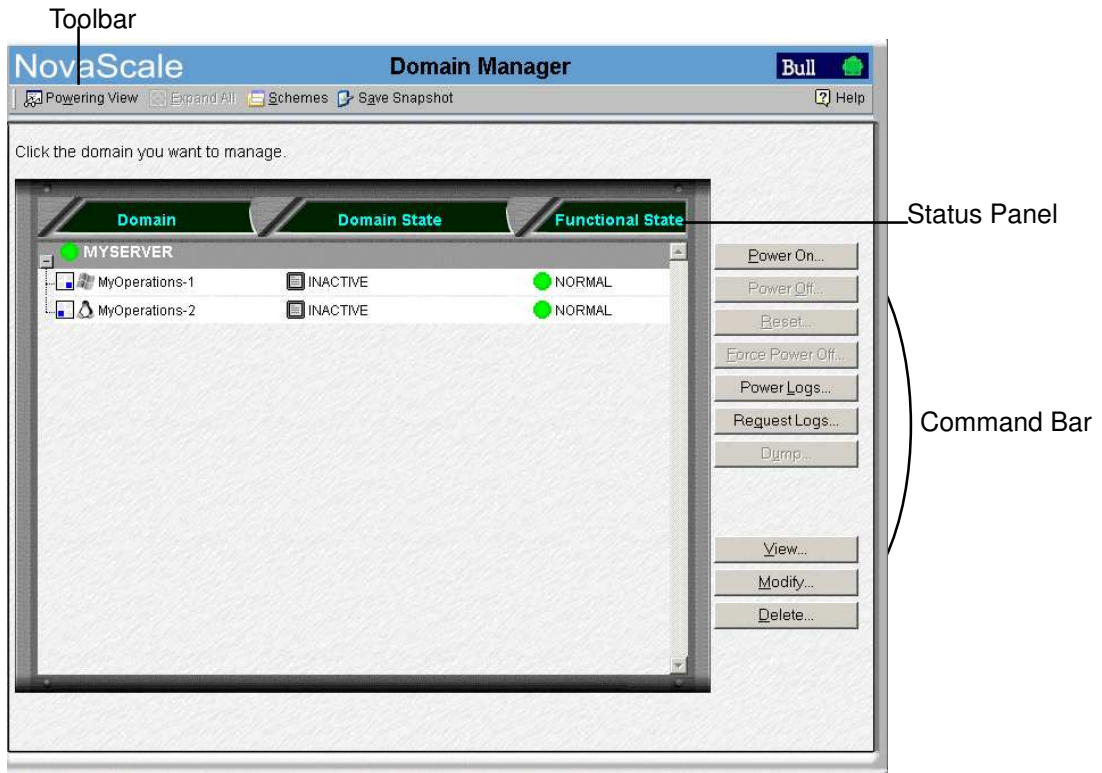 Toolbar
NovaScale Domain Manager Bull
Powering View Expand All Schemes Save Snapshot Help
Click the domain you want to manage.
Domain Domain State Functional State
Status Panel
MYSERVER
MyOperations-1 INACTIVE NORMAL
MyOperations-2 INACTIVE NORMAL
Power On...
Power Off...
Reset...
Force Power Off...
Power Logs...
Request Logs...
Command Bar
Dump...
View...
Modify...
Delete...